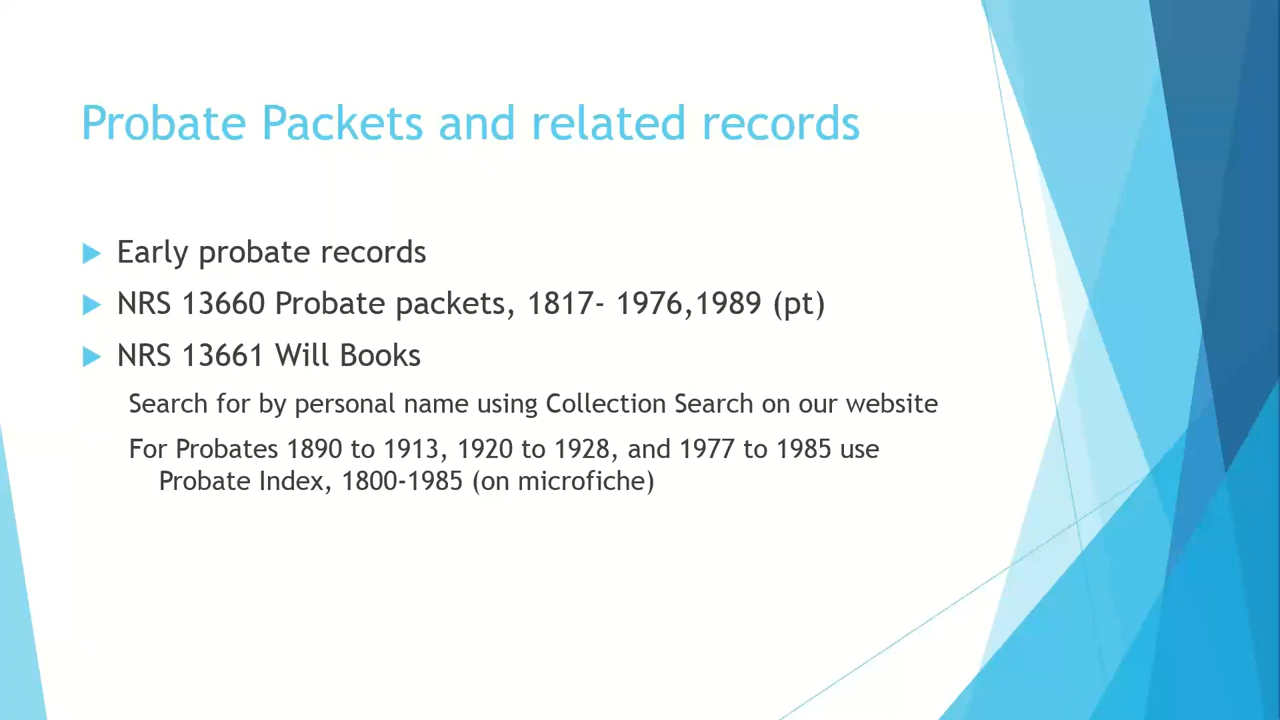 Probate Packets and related records
Early probate records
NRS 13660 Probate packets, 1817- 1976,1989 (pt)
NRS 13661 Will Books
Search for by personal name using Collection Search on our website
For Probates 1890 to 1913, 1920 to 1928, and 1977 to 1985 use
Probate Index, 1800-1985 (on microfiche)